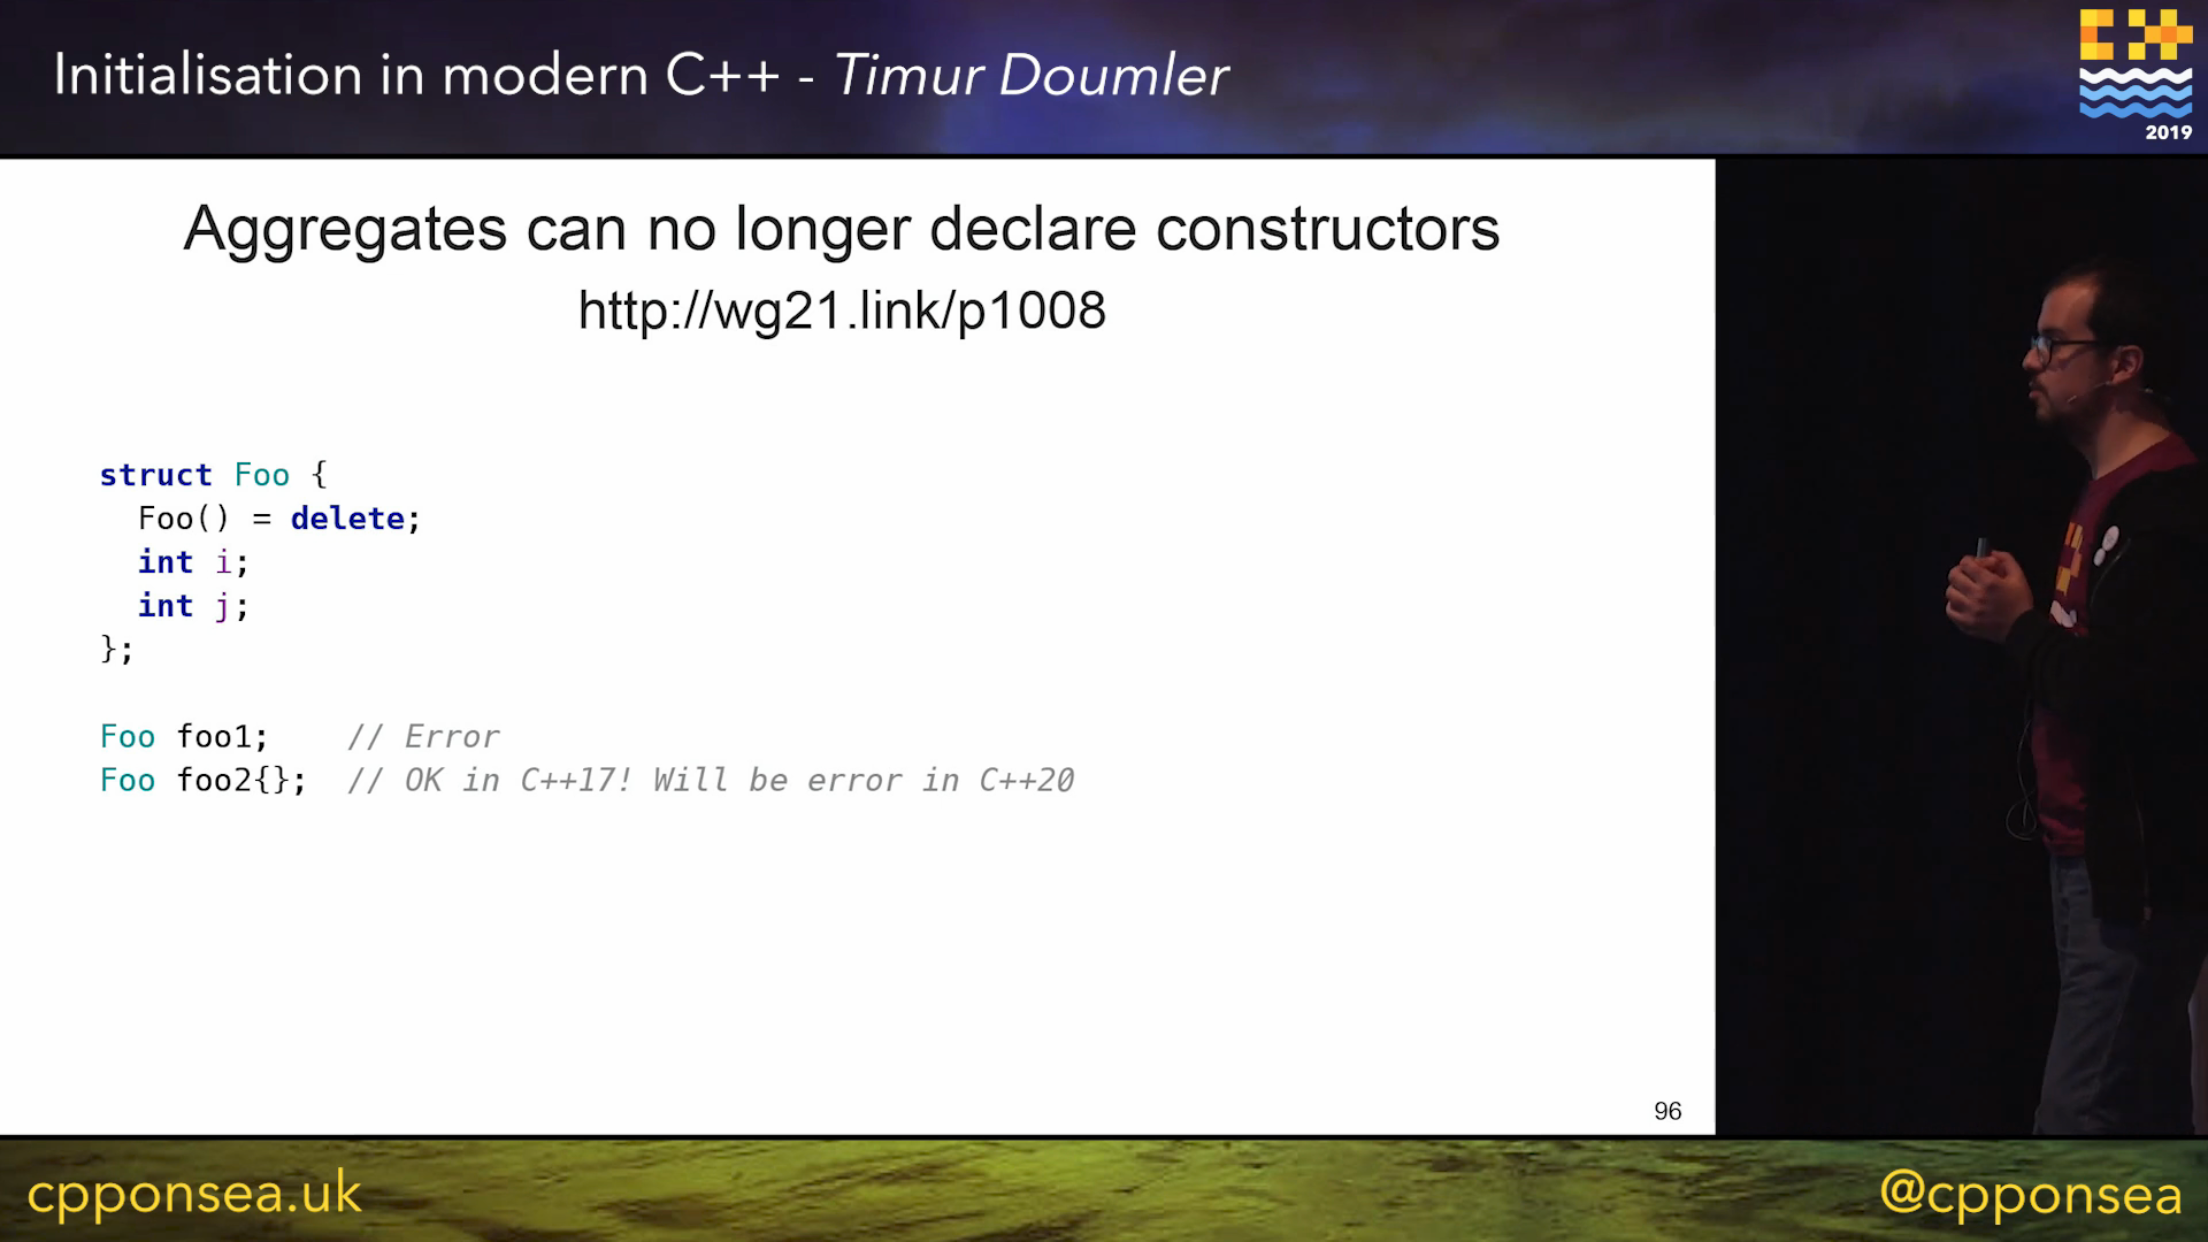 Initialisation in modern C++ - Timur Doumler
2019
Aggregates can no longer declare constructors
http://wg21.link/p1008
struct Foo {
Foo() = delete;
int i;
int j;
};
Foo foo1; // Error
Foo foo2{}; // OK in C++17! Will be error in C++20
96
cpponsea.uk
@cpponsea